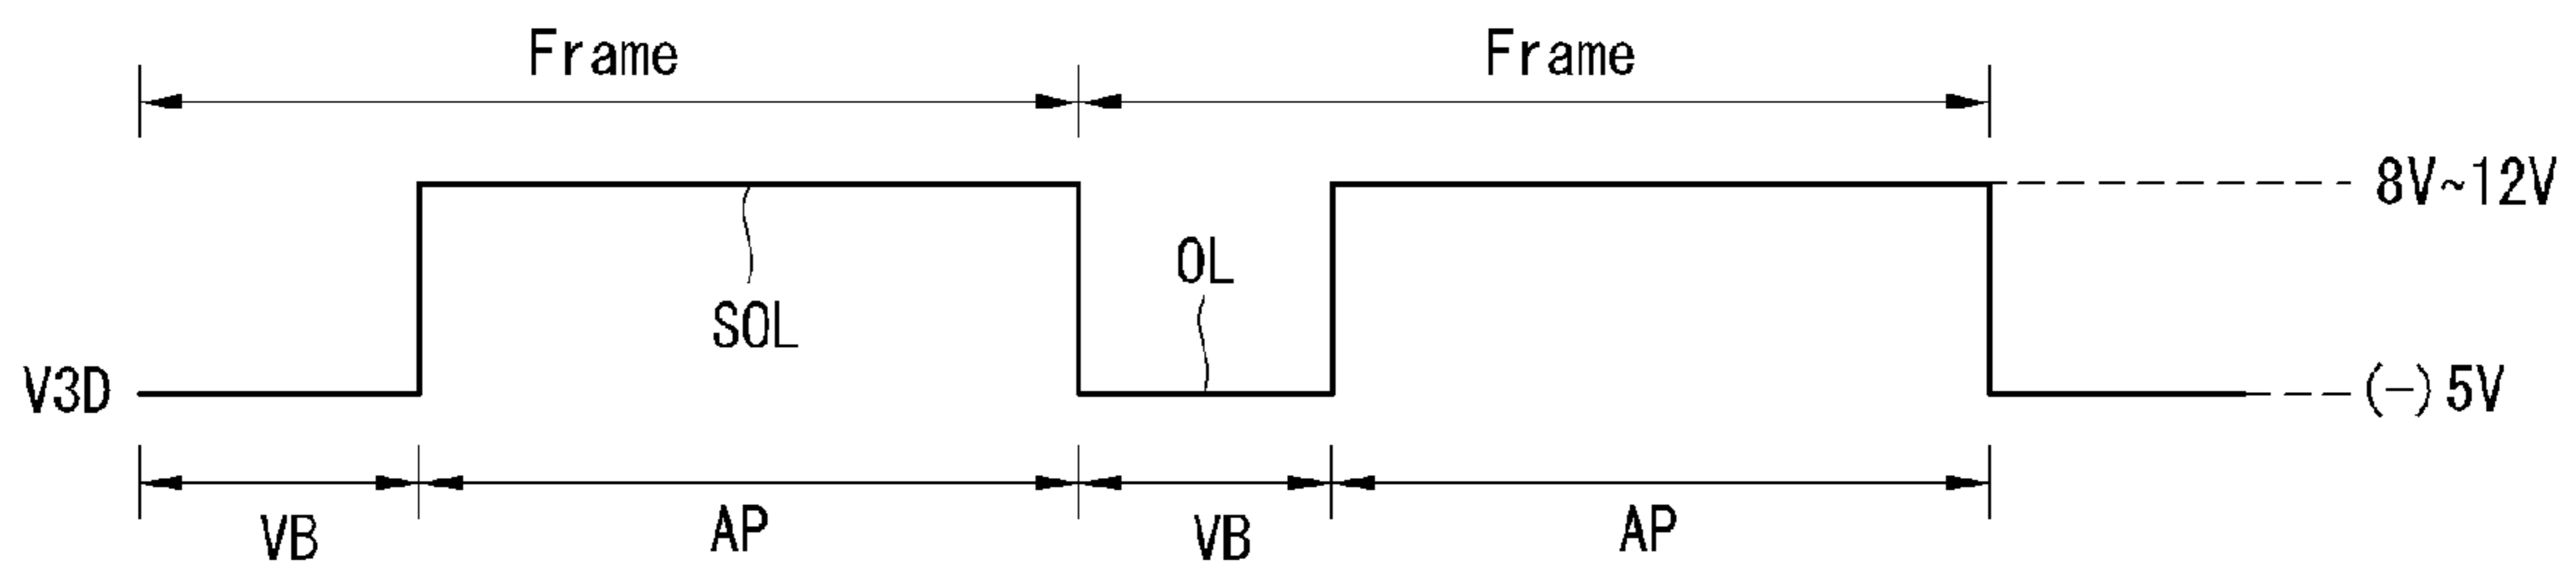 Frame Frame
8V~12V
OL
SOL
V3D (-)5V
VB AP VB AP